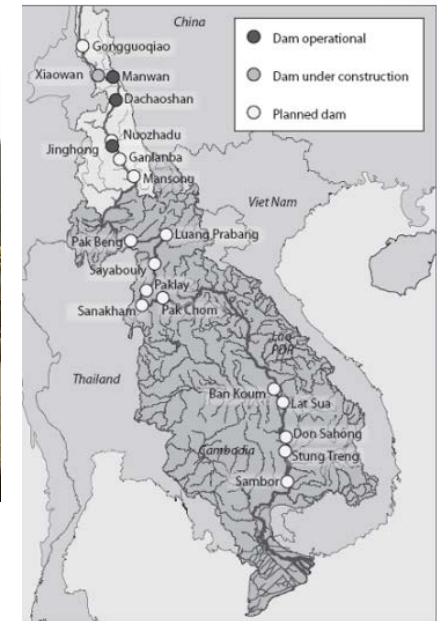 China
Gongguoqiao
Dam operational
Xiaowan
Manwan
Dam under construction
Dachaoshan
Planned dam
Nuozhadu
Jinghong
Ganlanba
Mansong
Viet Nam
Luang Prabang
Pak Beng
Sayabouly
Paklay
Sanakham
Pak Chom
Lao
PDR
Thailand
Ban Koum
Lat Sua
Don Sahong
Cambodia
Stung Treng
Sambor